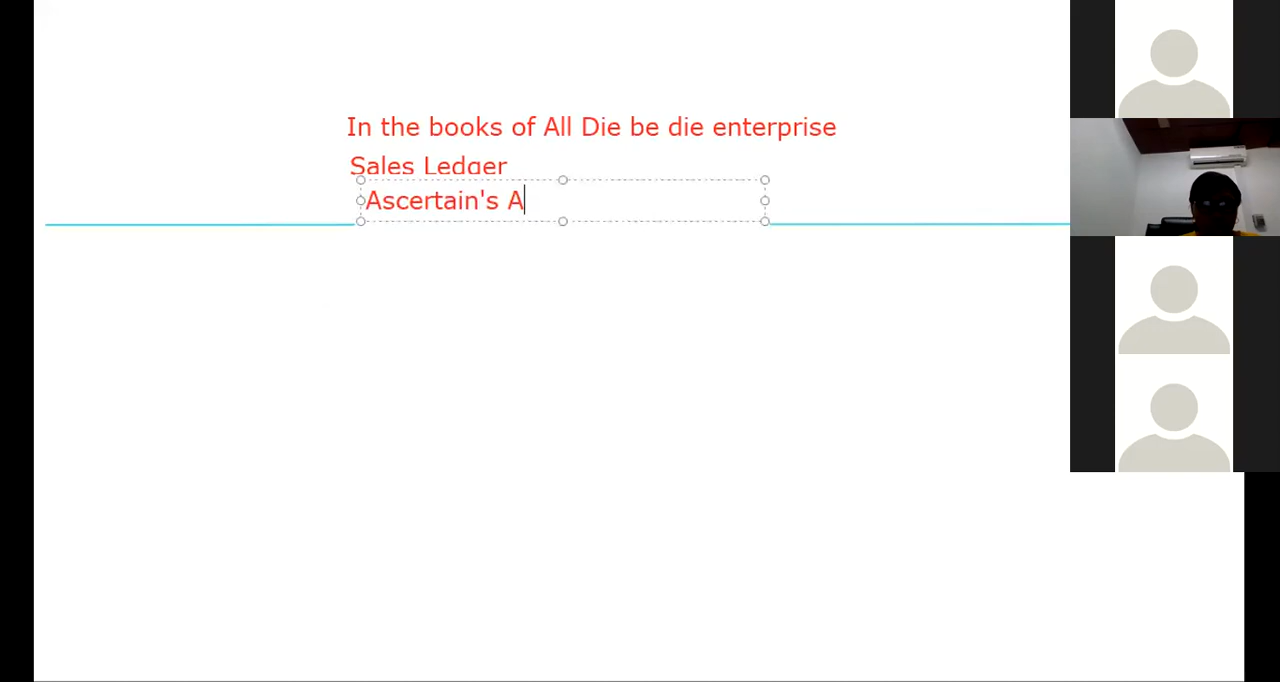 In the books of All Die be die enterprise
Sales Ledger
Ascertain's A